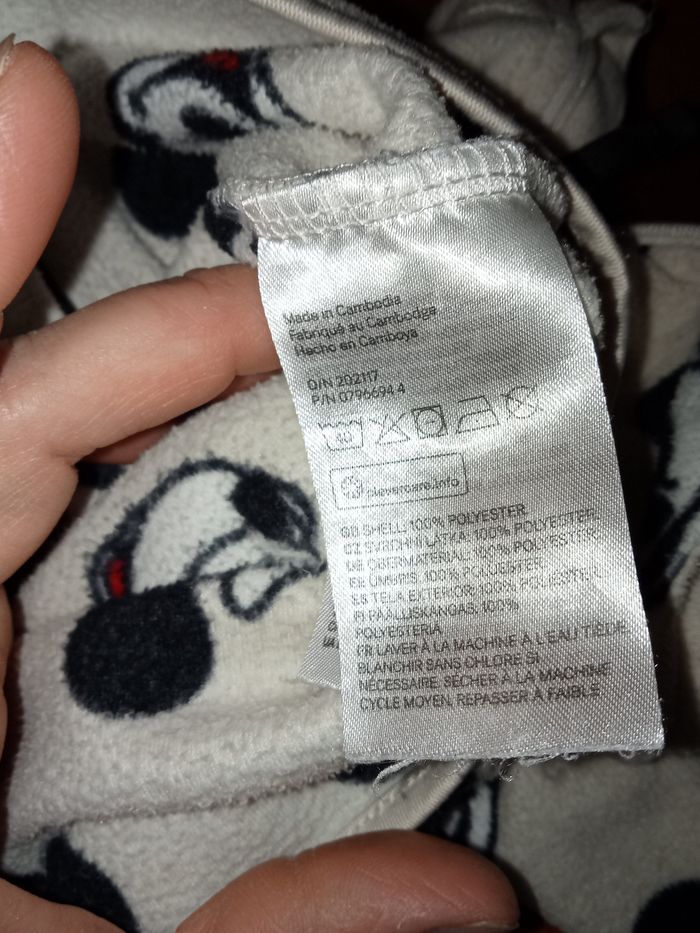 Made in Cambodia
Fabriqué au Cambodge
Hecho en Camboya
O/N 202117
P/N 0796694 4
40
clevercare.info
GB SHELL: 100% POLYESTER
CZ SVRCHNÍ LÁTKA: 100% POLYESTER
DE OBERMATERIAL: 100% POLYESTER
EE ÜMBRIS: 100% POLÜESTER
ES TELA EXTERIOR: 100% POLIÉSTER
FI PÄÄLLISKANGAS: 100%
POLYESTERIÄ
FR LAVER À LA MACHINE À L'EAU TIÈDE
BLANCHIR SANS CHLORE SI
NÉCESSAIRE. SÉCHER À LA MACHINE
CYCLE MOYEN. REPASSER À FAIBLE